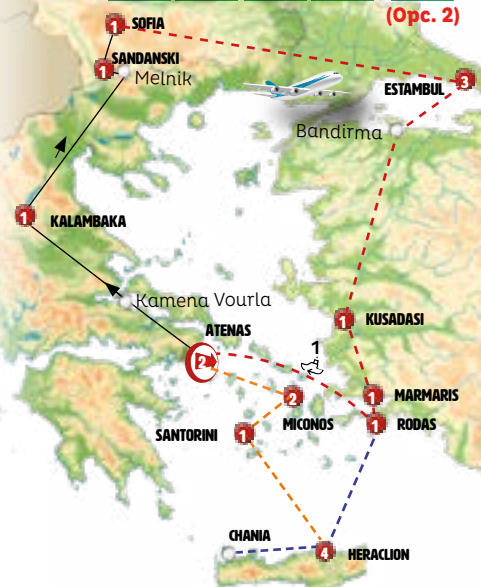 (Opc. 2)
1 SOFIA
1 SANDANSKI
Melnik
ESTAMBUL 3
Bandirma
1 KALAMBAKA
Kamena Vourla
ATENAS
2
1
1 KUSADASI
1 MARMARIS
2 MICONOS
1 RODAS
SANTORINI 1
CHANIA
4 HERACLION